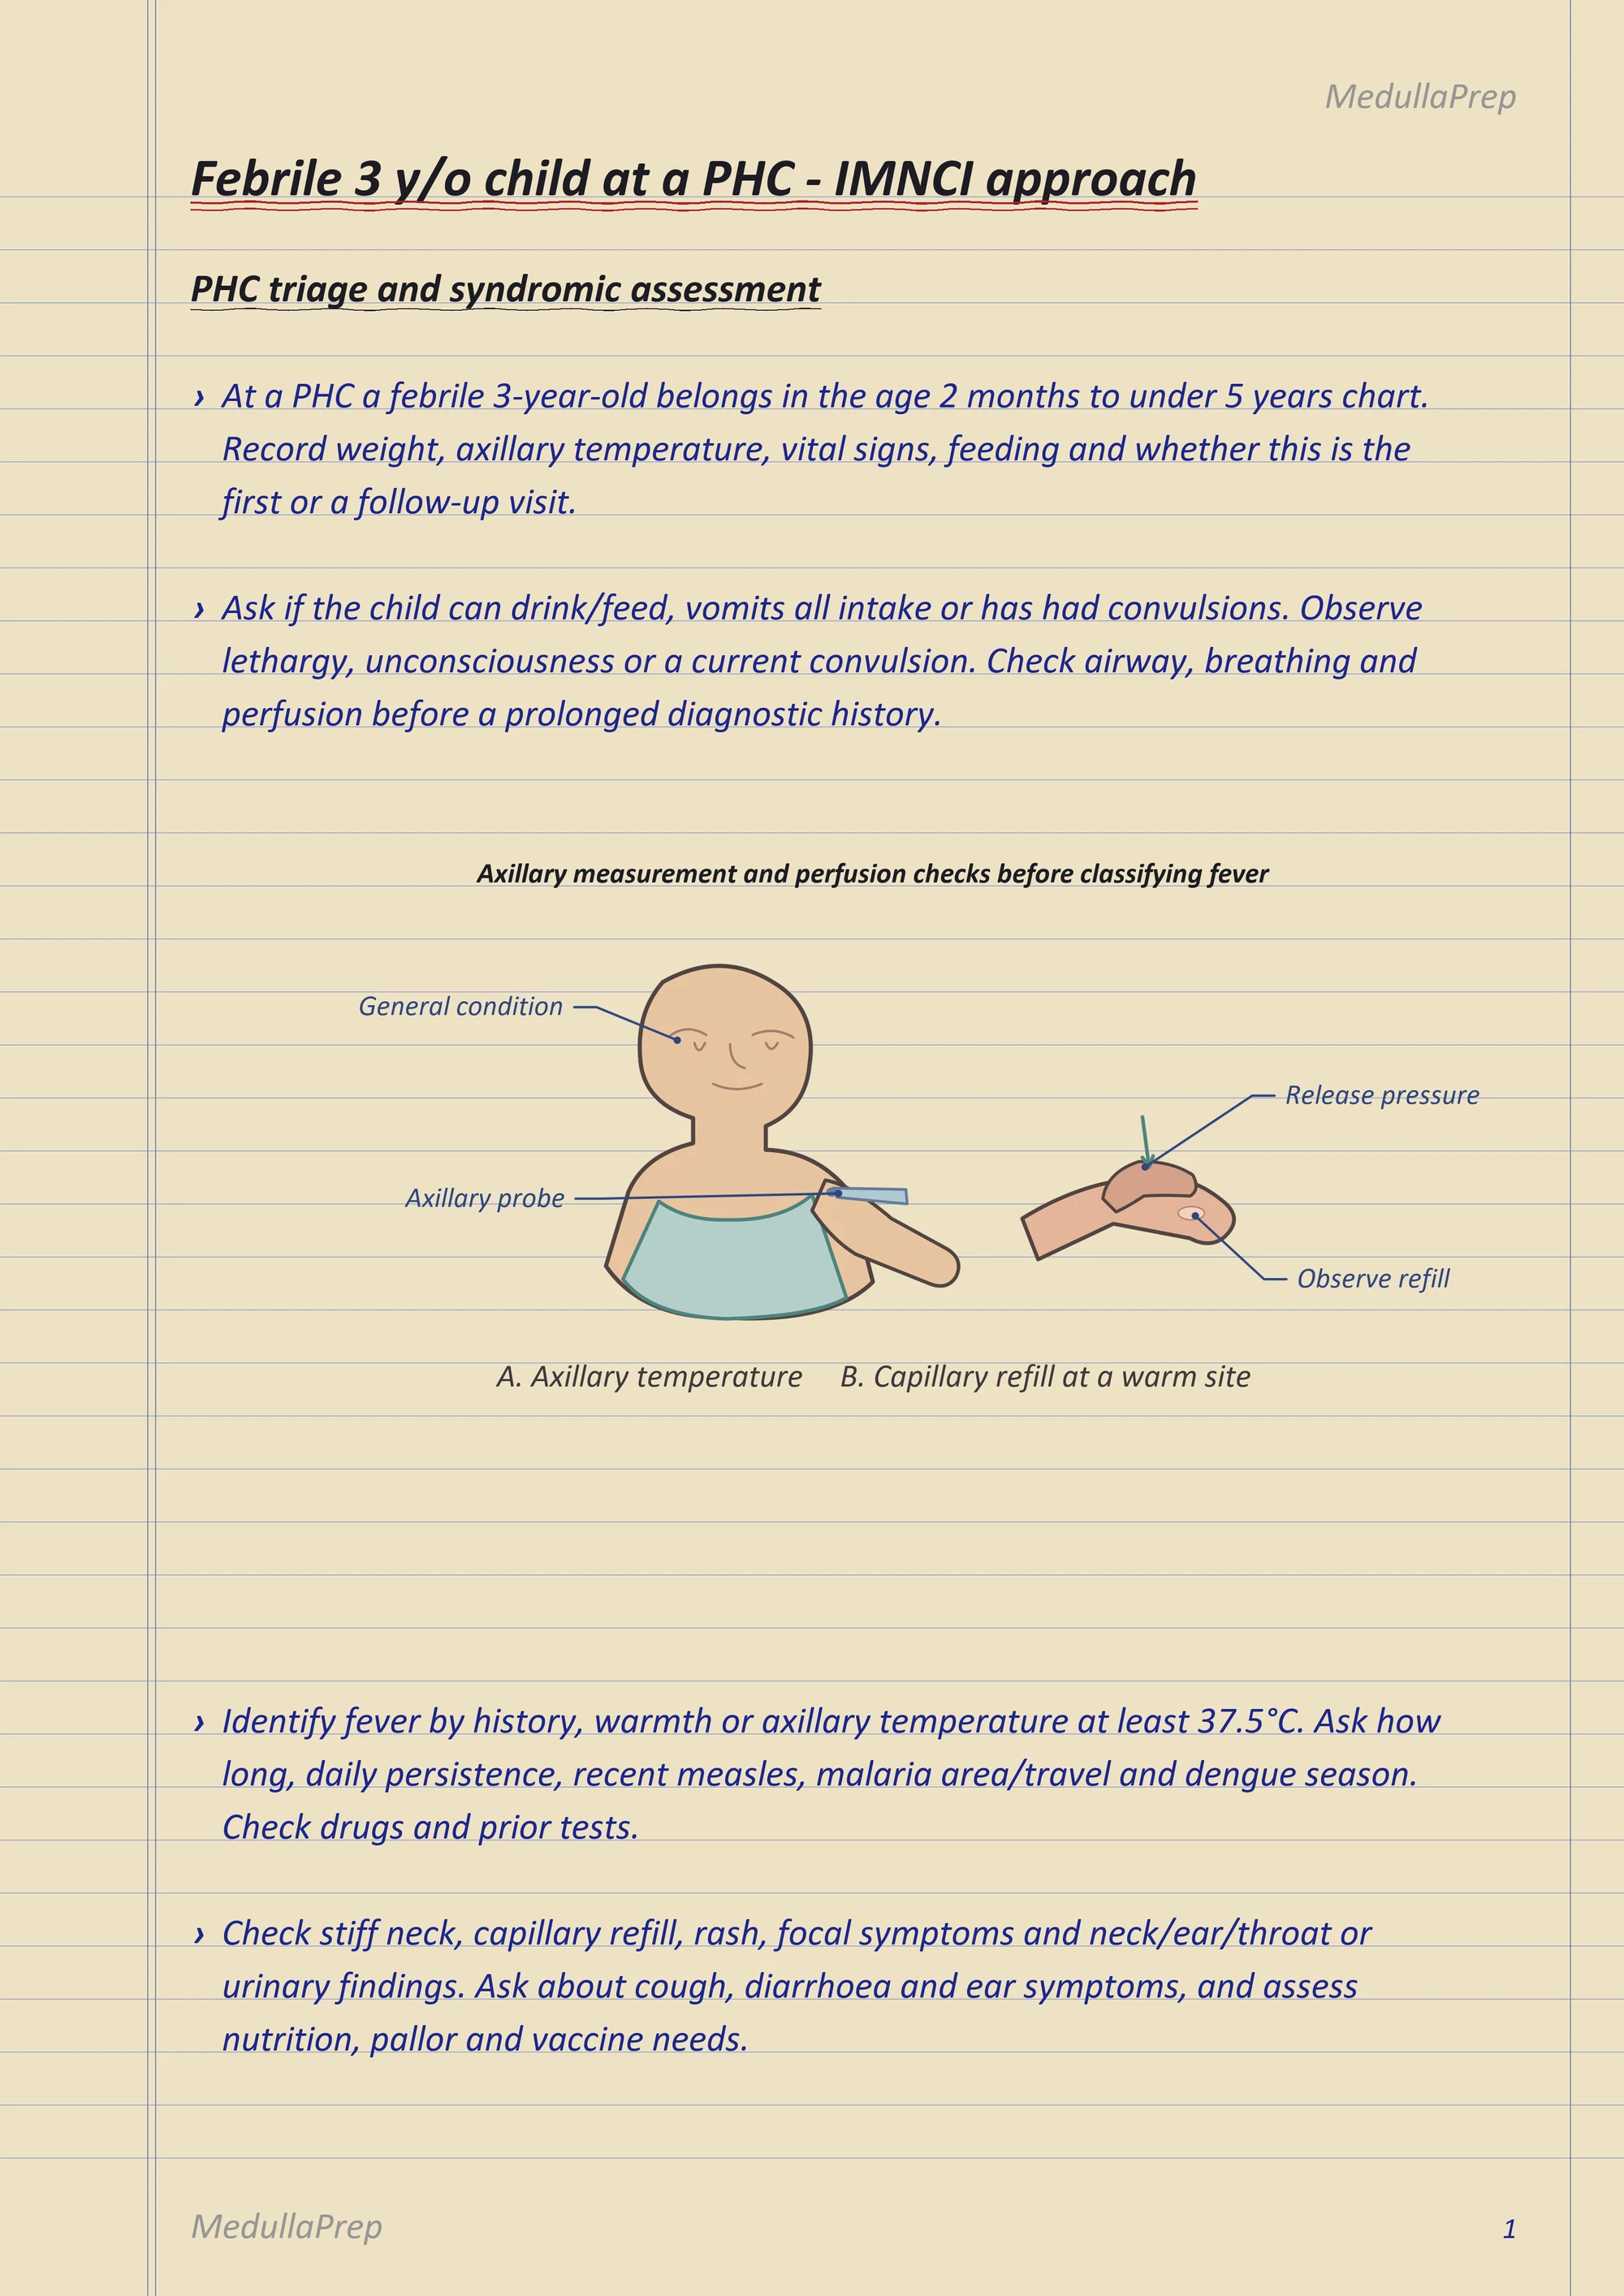 MedullaPrep
Febrile 3 y/o child at a PHC - IMNCI approach
PHC triage and syndromic assessment
› At a PHC a febrile 3-year-old belongs in the age 2 months to under 5 years chart.
Record weight, axillary temperature, vital signs, feeding and whether this is the
first or a follow-up visit.
› Ask if the child can drink/feed, vomits all intake or has had convulsions. Observe
lethargy, unconsciousness or a current convulsion. Check airway, breathing and
perfusion before a prolonged diagnostic history.
Axillary measurement and perfusion checks before classifying fever
General condition
Release pressure
Axillary probe
Observe refill
A. Axillary temperature B. Capillary refill at a warm site
› Identify fever by history, warmth or axillary temperature at least 37.5°C. Ask how
long, daily persistence, recent measles, malaria area/travel and dengue season.
Check drugs and prior tests.
› Check stiff neck, capillary refill, rash, focal symptoms and neck/ear/throat or
urinary findings. Ask about cough, diarrhoea and ear symptoms, and assess
nutrition, pallor and vaccine needs.
MedullaPrep
1